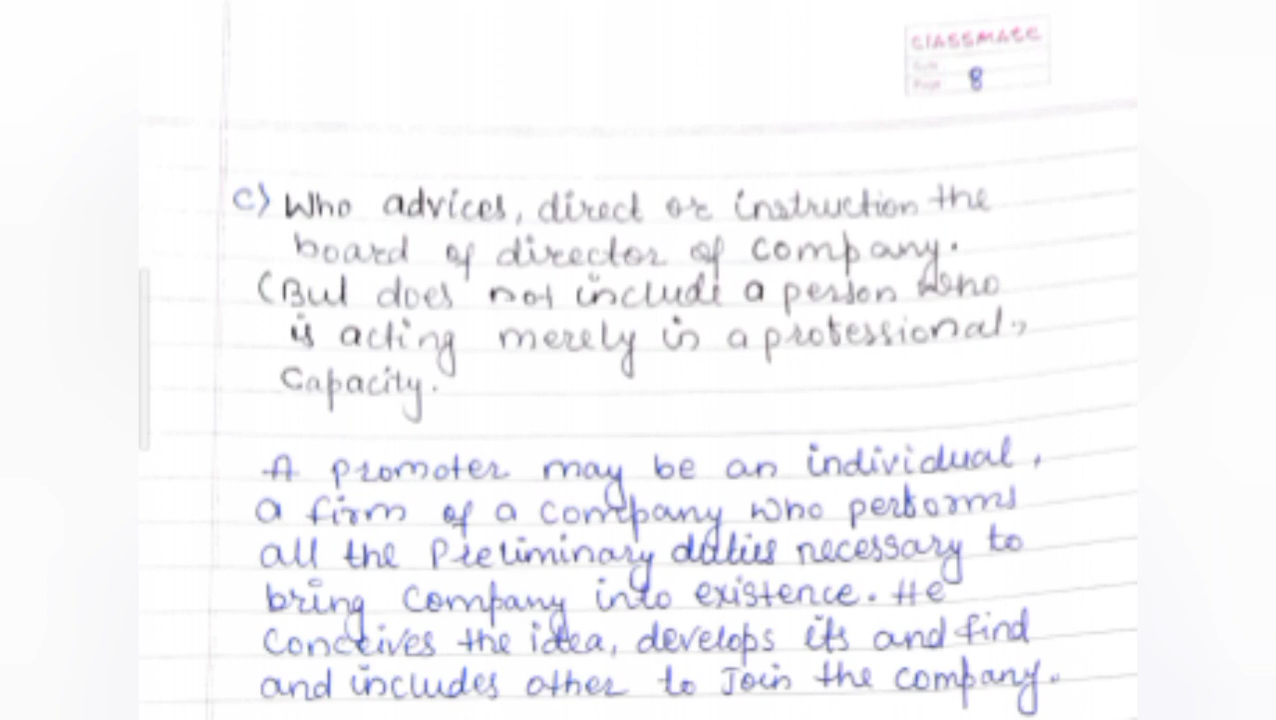 CLASSMATE
Date
Page 8
c) Who advices, direct or instruction the
board of director of company.
(But does not include a person who
is acting merely in a professional,
Capacity.
A promoter may be an individual,
a firm of a company who performs
all the Preliminary duties necessary to
bring Company into existence. He
Conceives the idea, develops its and find
and includes other to Join the company.